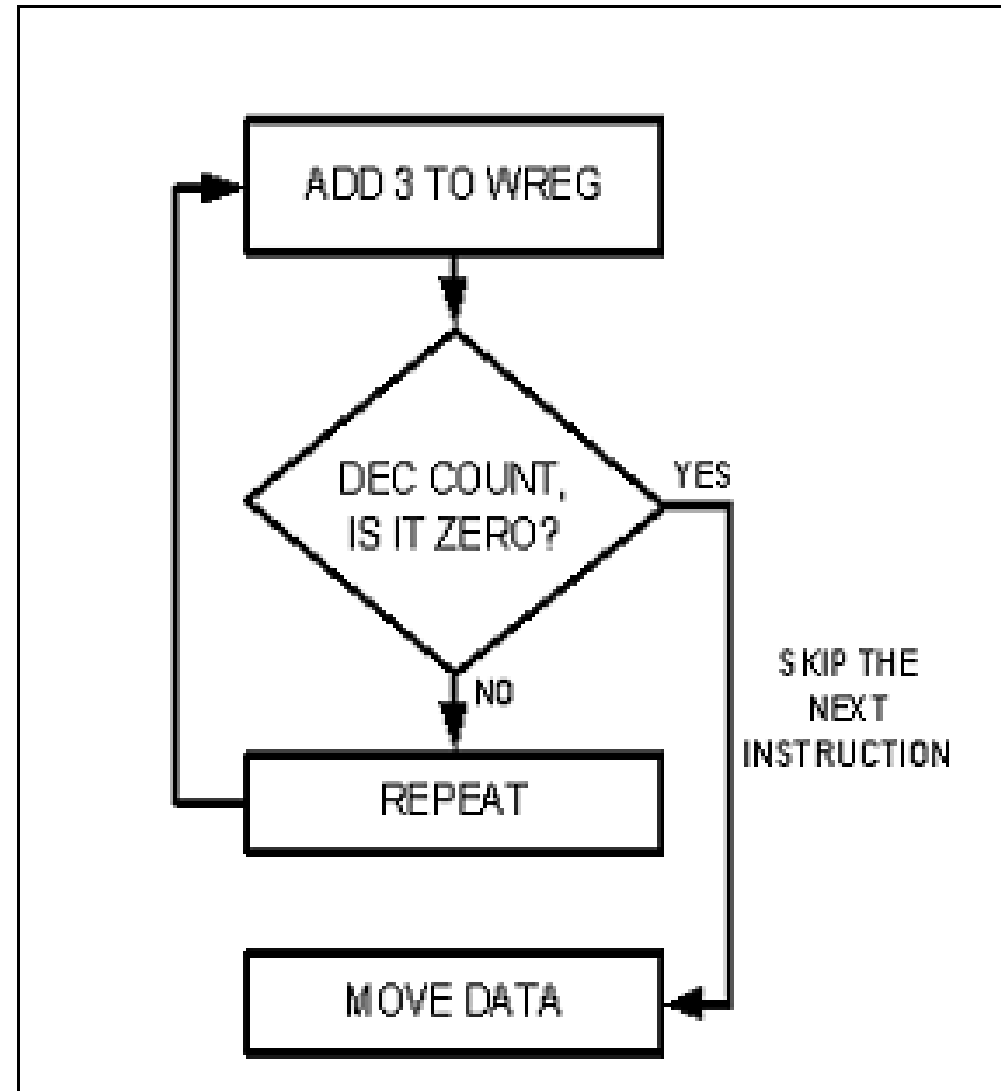 ADD 3 TO WREG
DEC COUNT,
IS IT ZERO?
YES
NO
SKIP THE
NEXT
INSTRUCTION
REPEAT
MOVE DATA